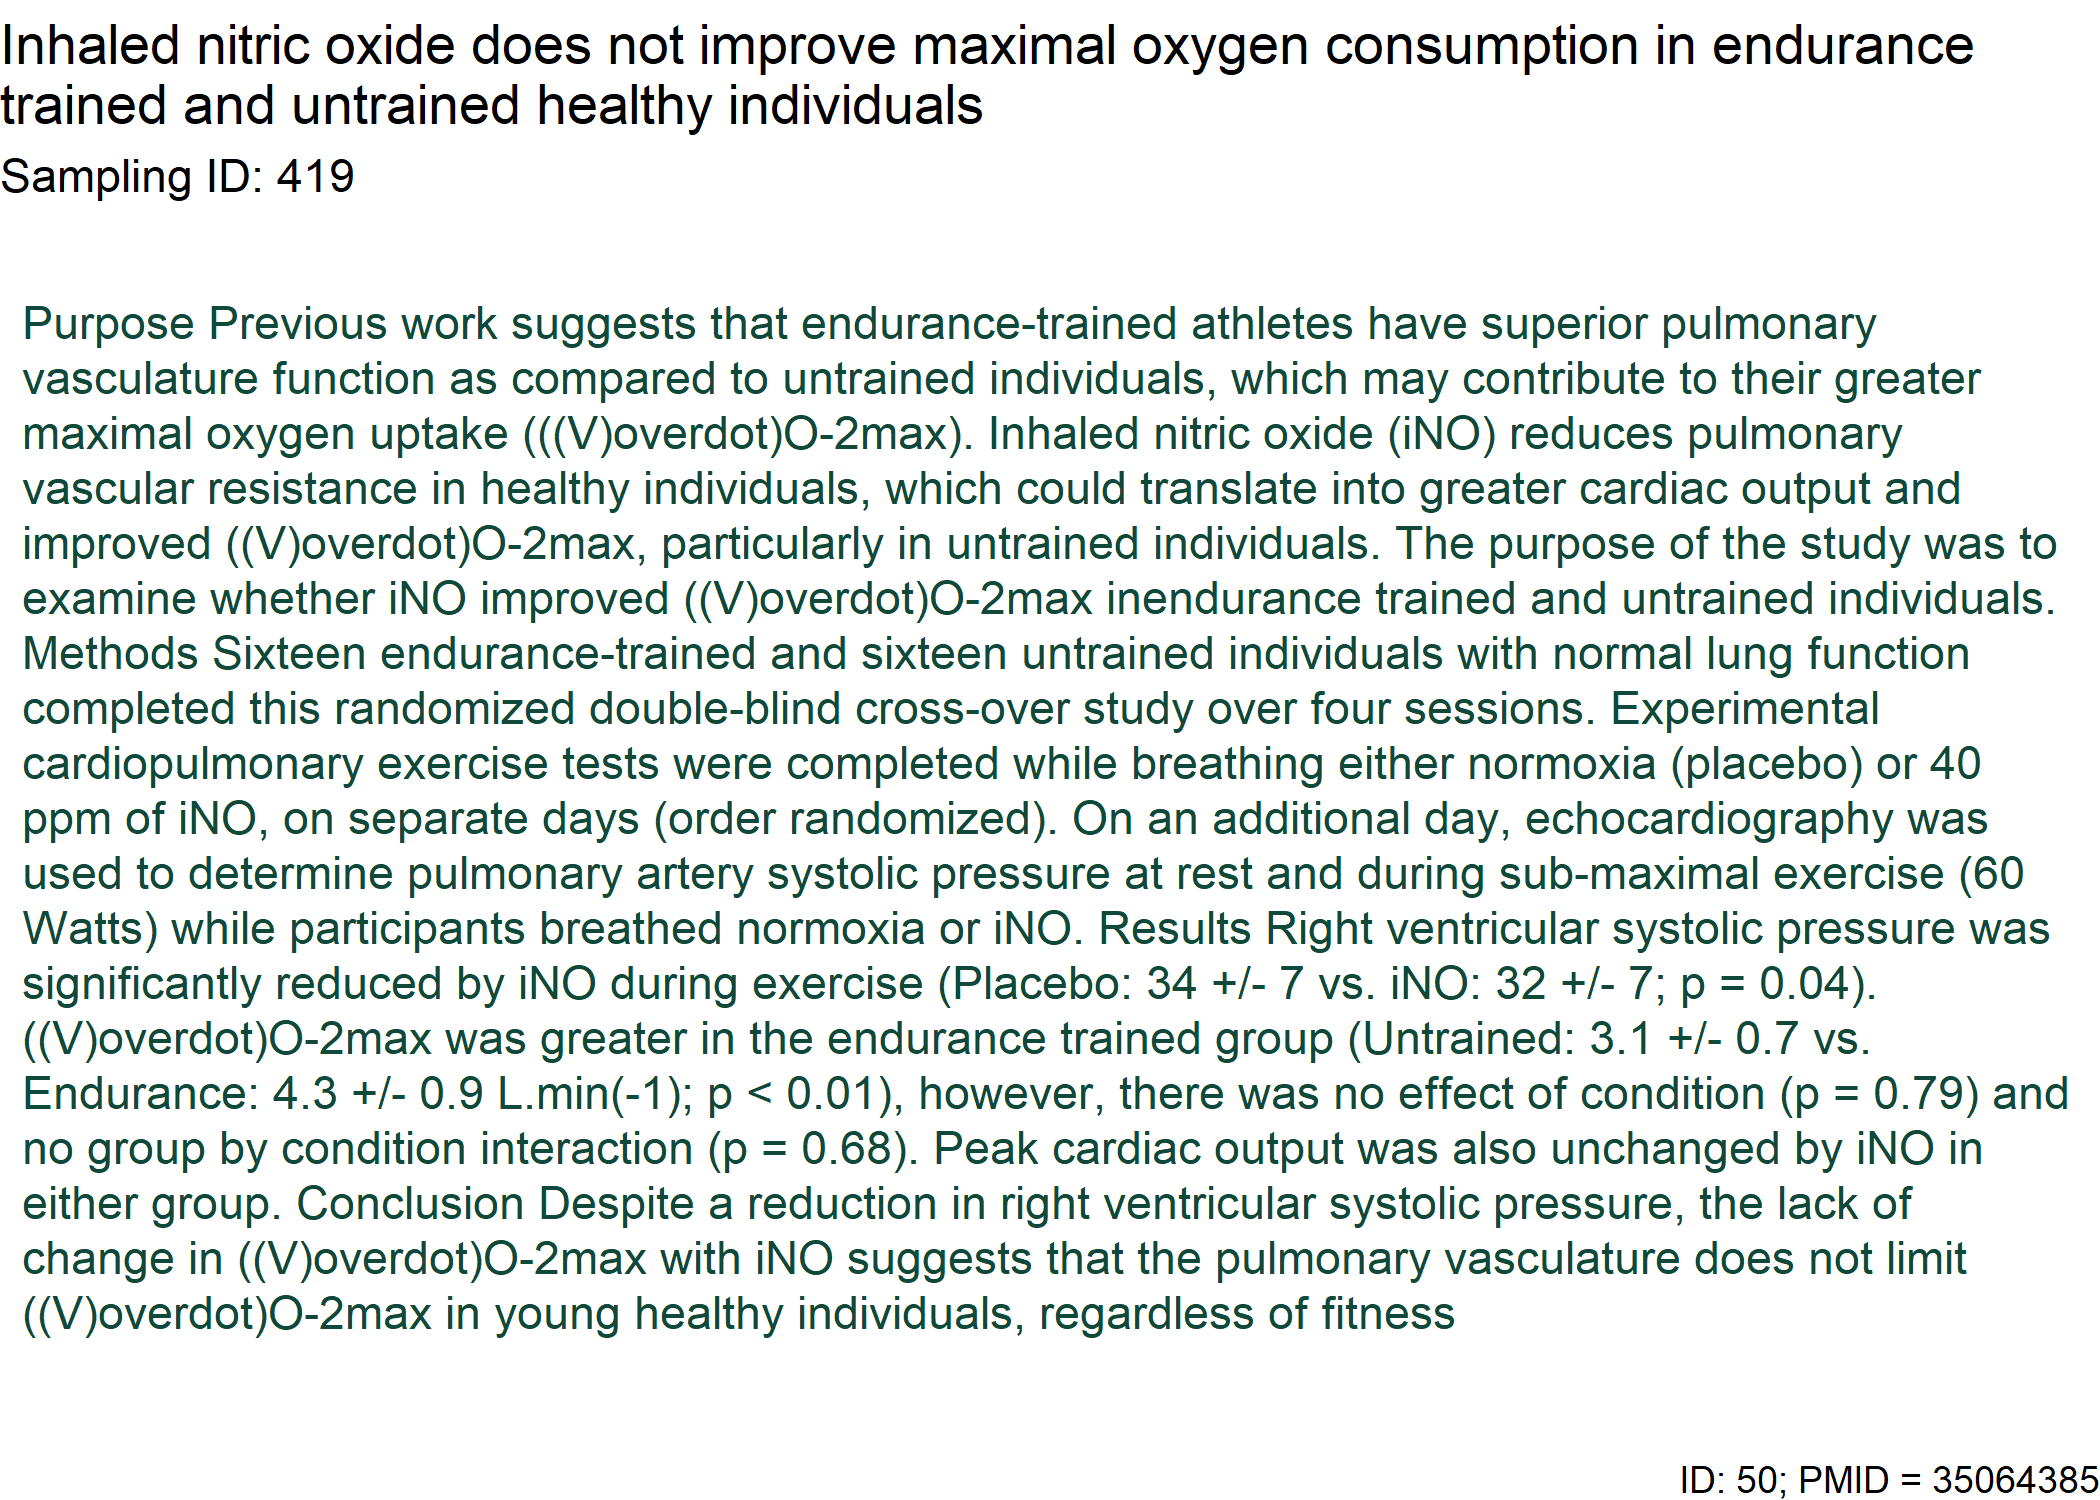 Inhaled nitric oxide does not improve maximal oxygen consumption in endurance
trained and untrained healthy individuals
Sampling ID: 419
Purpose Previous work suggests that endurance-trained athletes have superior pulmonary
vasculature function as compared to untrained individuals, which may contribute to their greater
maximal oxygen uptake (((V)overdot)O-2max). Inhaled nitric oxide (iNO) reduces pulmonary
vascular resistance in healthy individuals, which could translate into greater cardiac output and
improved ((V)overdot)O-2max, particularly in untrained individuals. The purpose of the study was to
examine whether iNO improved ((V)overdot)O-2max inendurance trained and untrained individuals.
Methods Sixteen endurance-trained and sixteen untrained individuals with normal lung function
completed this randomized double-blind cross-over study over four sessions. Experimental
cardiopulmonary exercise tests were completed while breathing either normoxia (placebo) or 40
ppm of iNO, on separate days (order randomized). On an additional day, echocardiography was
used to determine pulmonary artery systolic pressure at rest and during sub-maximal exercise (60
Watts) while participants breathed normoxia or iNO. Results Right ventricular systolic pressure was
significantly reduced by iNO during exercise (Placebo: 34 +/- 7 vs. iNO: 32 +/- 7; p = 0.04).
((V)overdot)O-2max was greater in the endurance trained group (Untrained: 3.1 +/- 0.7 vs.
Endurance: 4.3 +/- 0.9 L.min(-1); p < 0.01), however, there was no effect of condition (p = 0.79) and
no group by condition interaction (p = 0.68). Peak cardiac output was also unchanged by iNO in
either group. Conclusion Despite a reduction in right ventricular systolic pressure, the lack of
change in ((V)overdot)O-2max with iNO suggests that the pulmonary vasculature does not limit
((V)overdot)O-2max in young healthy individuals, regardless of fitness
ID: 50; PMID = 35064385